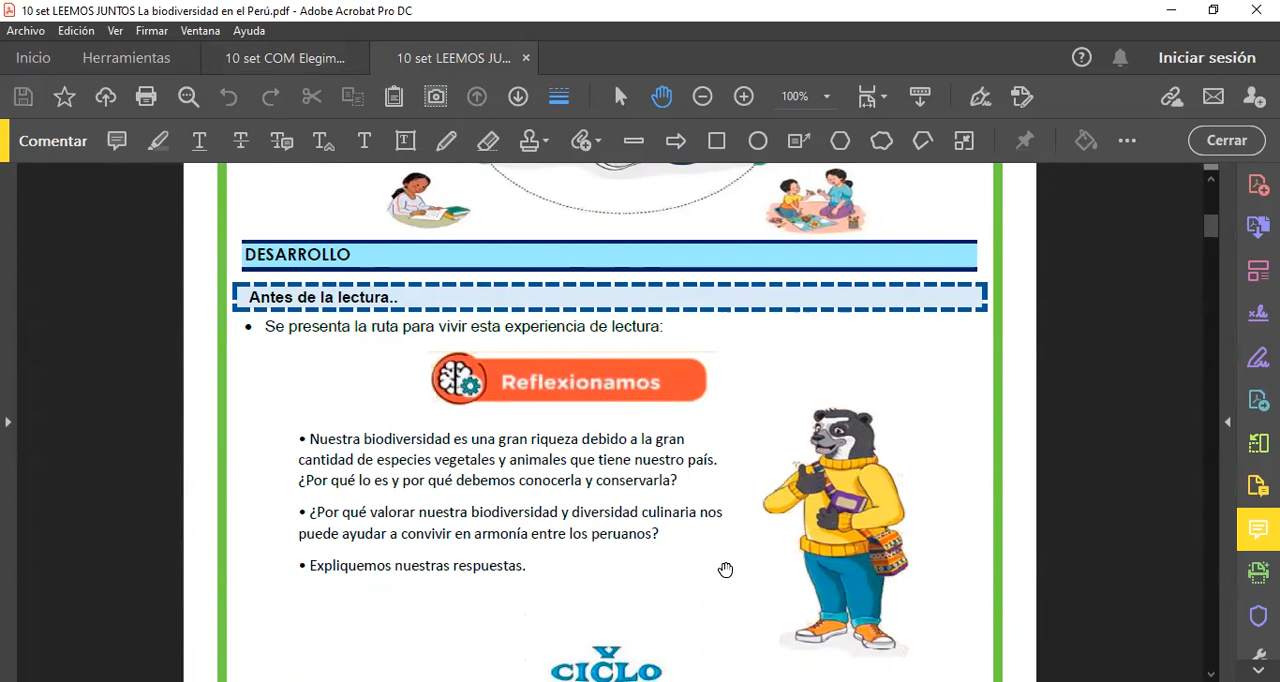 10 set LEEMOS JUNTOS La biodiversidad en el Perú.pdf - Adobe Acrobat Pro DC
Archivo Edición Ver Firmar Ventana Ayuda
Inicio Herramientas 10 set COM Elegim... 10 set LEEMOS JU... × Iniciar sesión
100%
Comentar Cerrar
DESARROLLO
Antes de la lectura..
• Se presenta la ruta para vivir esta experiencia de lectura:
Reflexionamos
• Nuestra biodiversidad es una gran riqueza debido a la gran
cantidad de especies vegetales y animales que tiene nuestro país.
¿Por qué lo es y por qué debemos conocerla y conservarla?
• ¿Por qué valorar nuestra biodiversidad y diversidad culinaria nos
puede ayudar a convivir en armonía entre los peruanos?
• Expliquemos nuestras respuestas.
V
CICLO